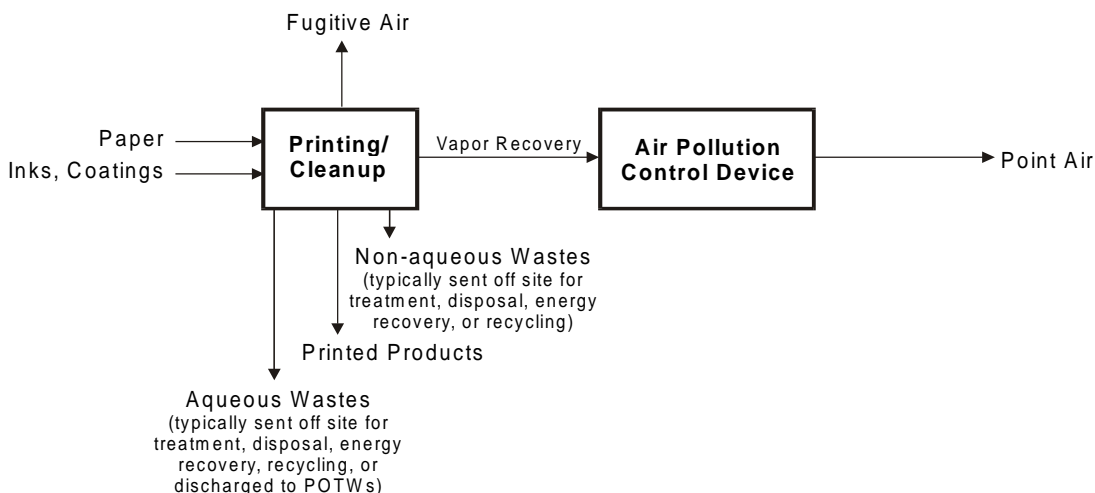 Fugitive Air
Paper
Inks, Coatings
Printing/
Cleanup
Vapor Recovery
Air Pollution
Control Device
Point Air
Non-aqueous Wastes
(typically sent off site for
treatment, disposal, energy
recovery, or recycling)
Printed Products
Aqueous Wastes
(typically sent off site for
treatment, disposal, energy
recovery, recycling, or
discharged to POTWs)